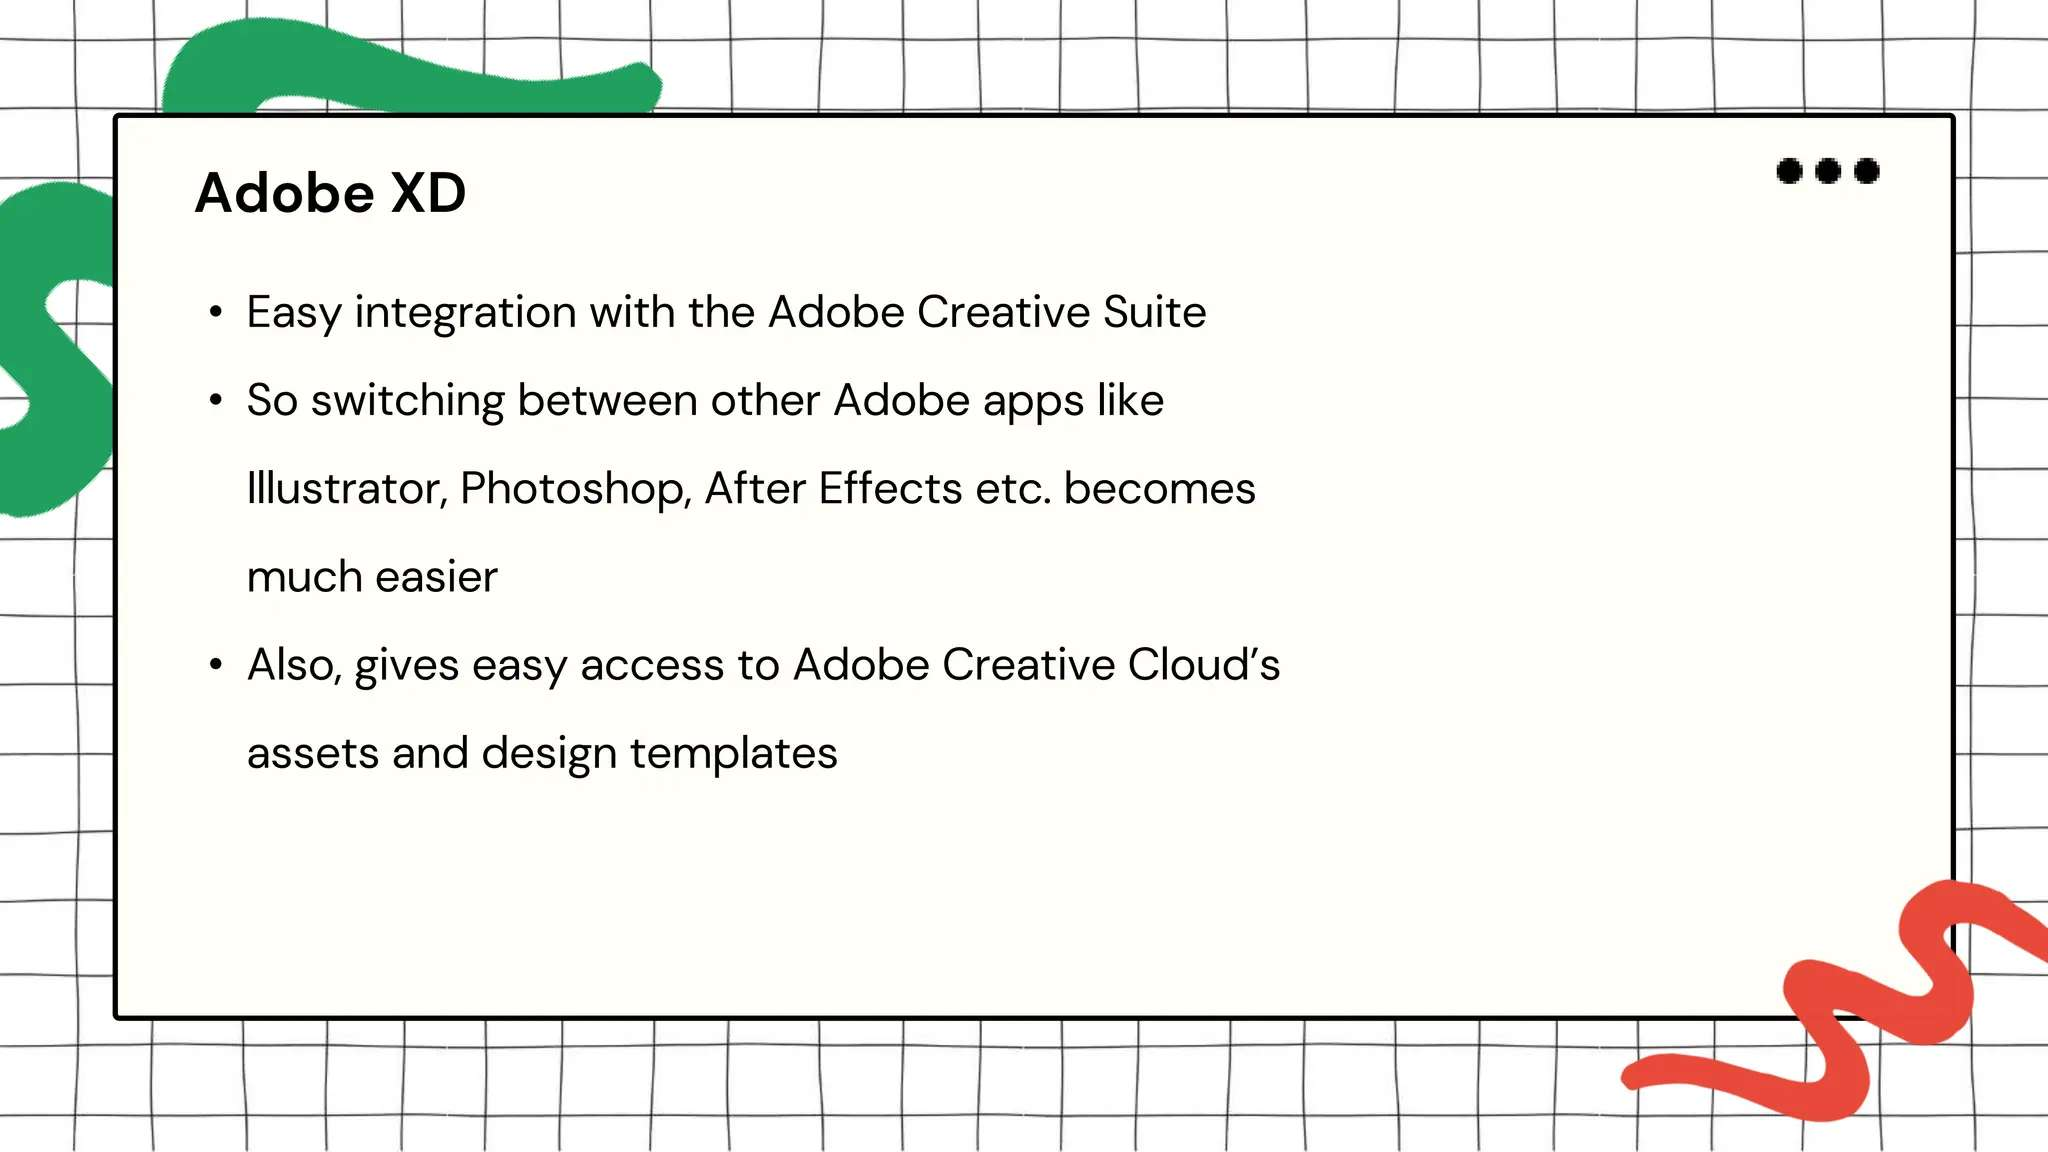 Adobe XD
• Easy integration with the Adobe Creative Suite
• So switching between other Adobe apps like
Illustrator, Photoshop, After Effects etc. becomes
much easier
• Also, gives easy access to Adobe Creative Cloud’s
assets and design templates